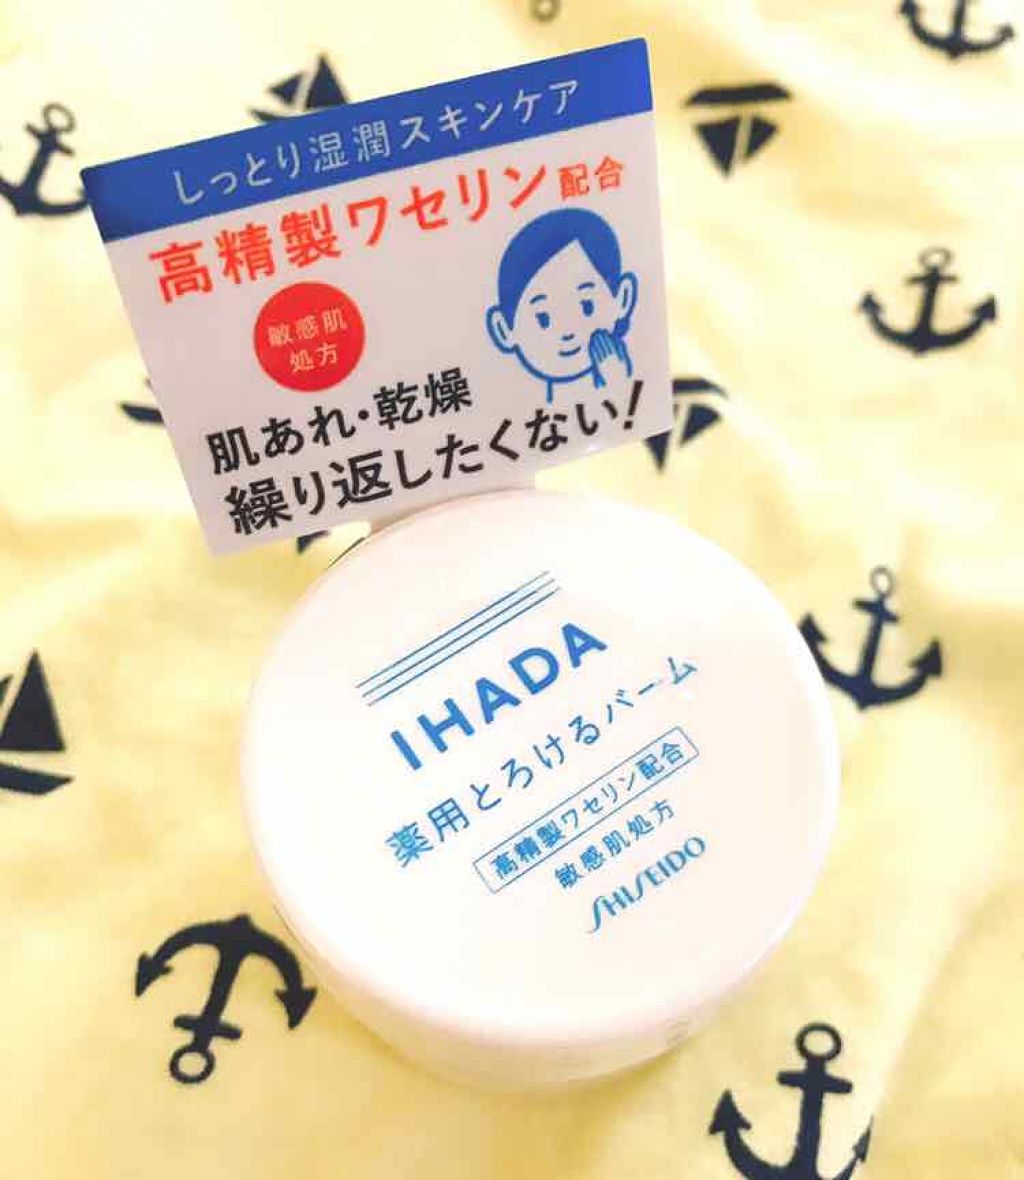 しっとり湿潤スキンケア
高精製ワセリン配合
敏感肌
処方
肌あれ・乾燥
繰り返したくない!
IHADA
薬用とろけるバーム
高精製ワセリン配合
敏感肌処方
SHISEIDO